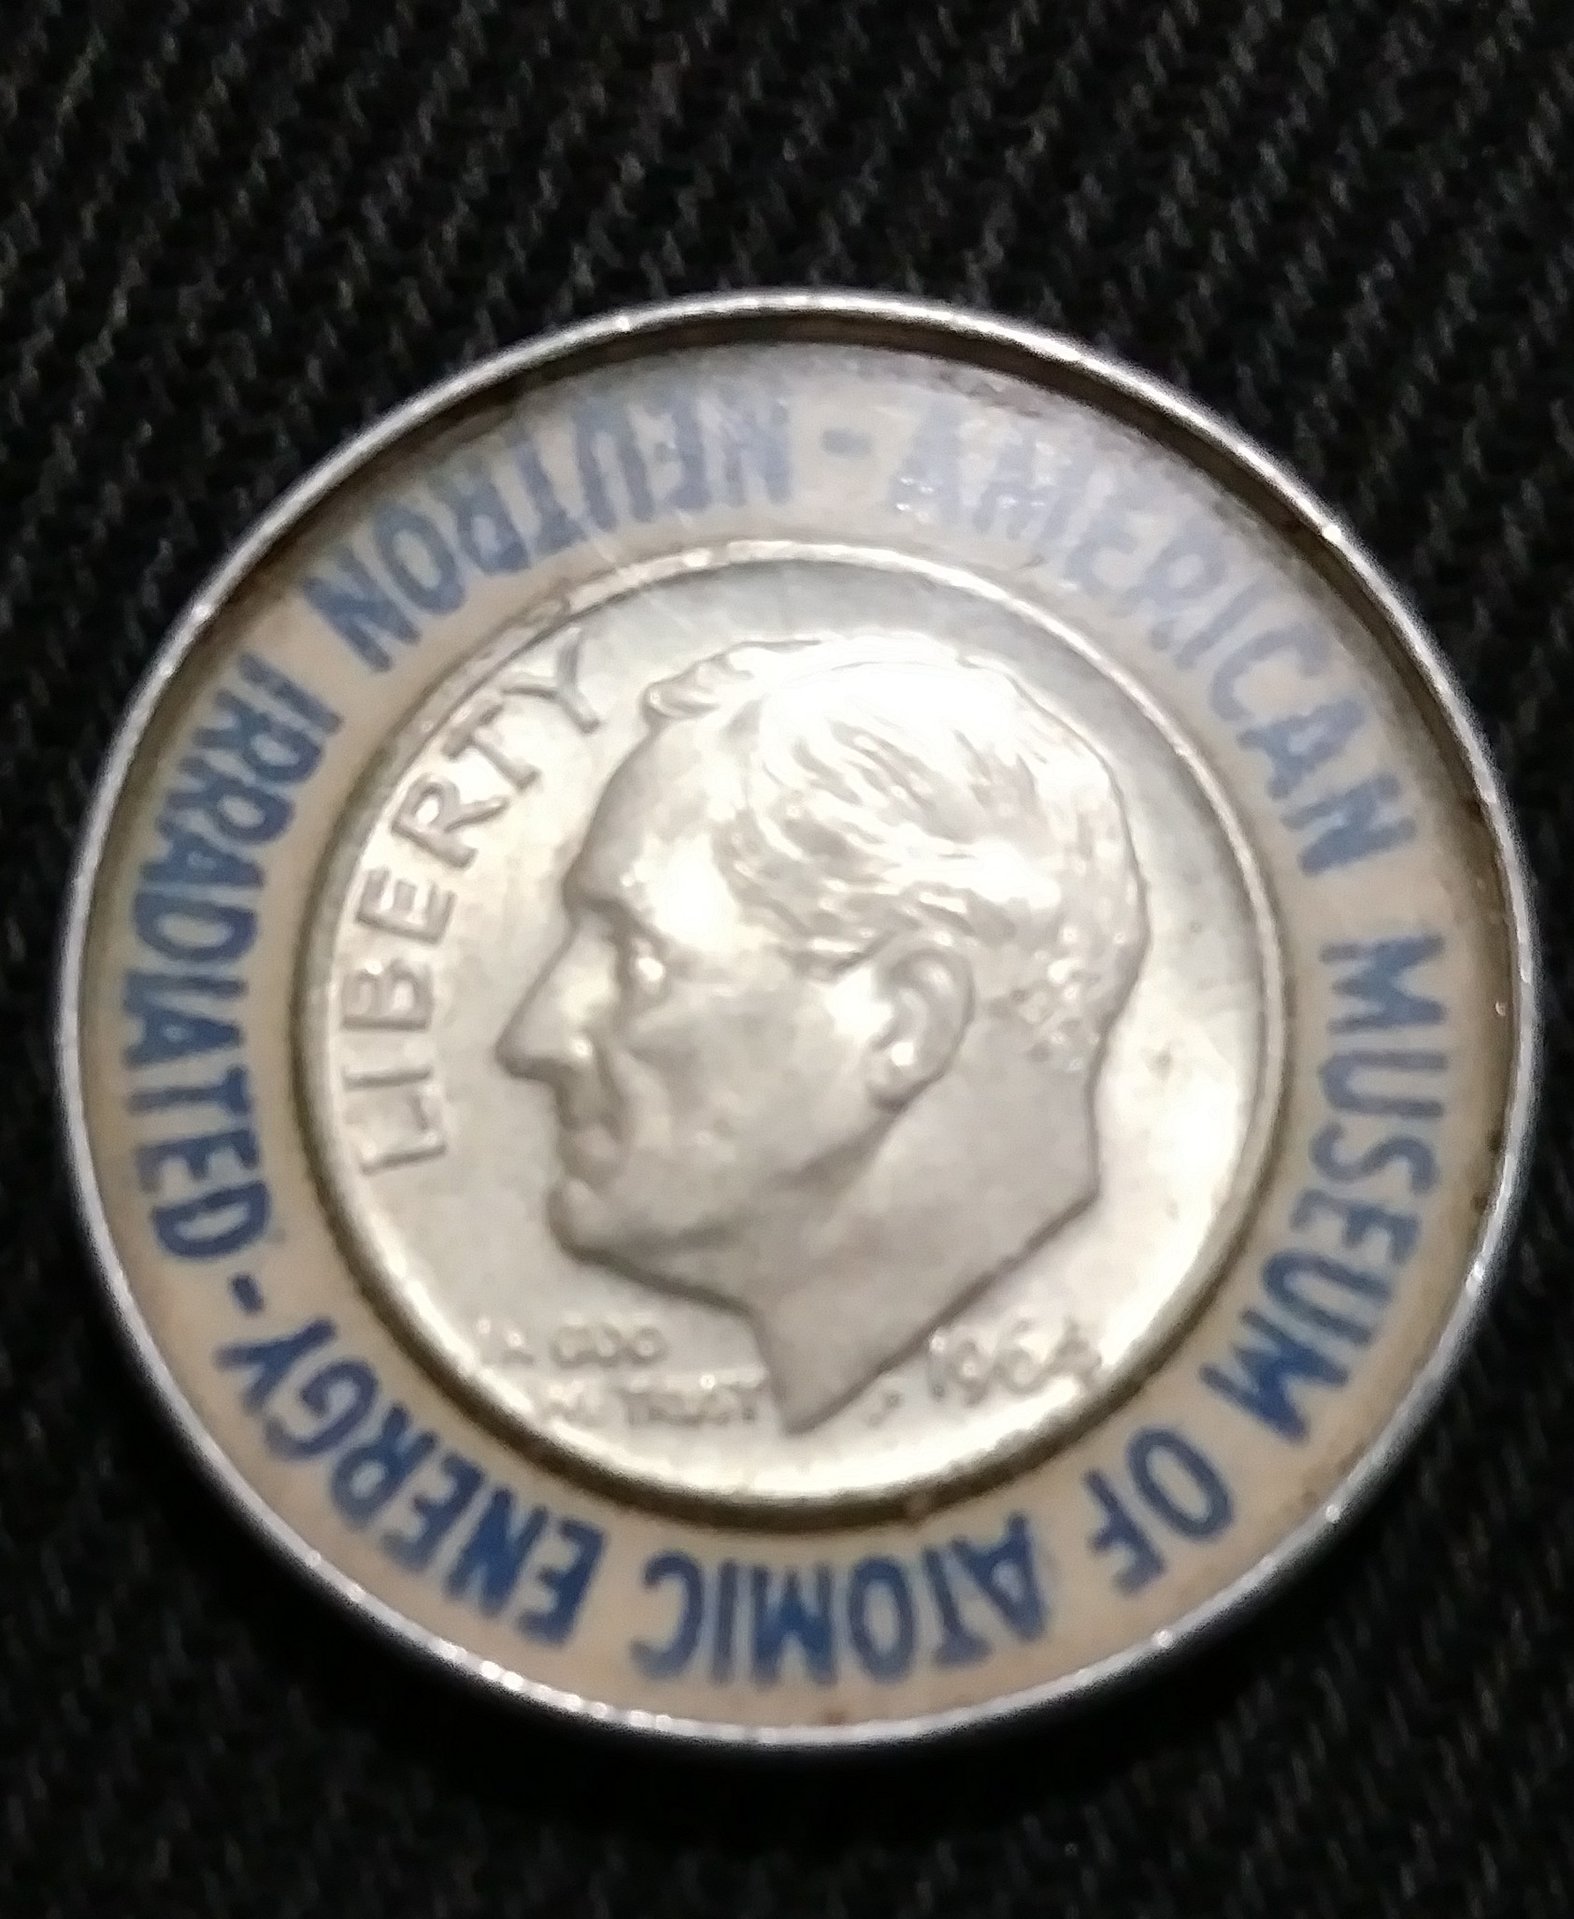 AMERICAN MUSEUM OF ATOMIC ENERGY -
NEUTRON IRRADIATED -
LIBERTY
IN GOD
WE TRUST
1964